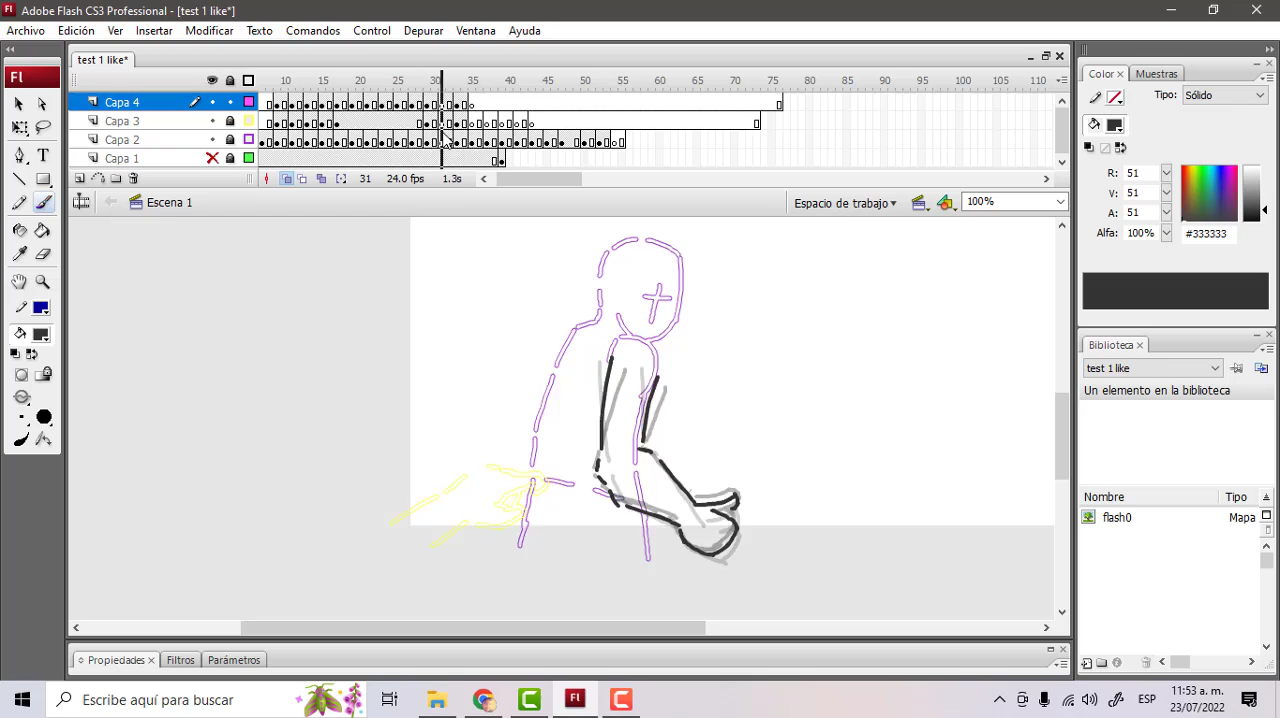 Adobe Flash CS3 Professional - [test 1 like*]
Archivo Edición Ver Insertar Modificar Texto Comandos Control Depurar Ventana Ayuda
test 1 like*
10 15 20 25 30 35 40 45 50 55 60 65 70 75 80 85 90 95 100 105 110
Capa 4
Capa 3
Capa 2
Capa 1
31 24.0 fps 1.3s
Escena 1 Espacio de trabajo 100%
Fl
Color Muestras
Tipo: Sólido
R: 51
V: 51
A: 51
Alfa: 100% #333333
Biblioteca
test 1 like
Un elemento en la biblioteca
Nombre Tipo
flash0 Mapa
Propiedades Filtros Parámetros
Escribe aquí para buscar
Fl
ESP
11:53 a. m.
23/07/2022